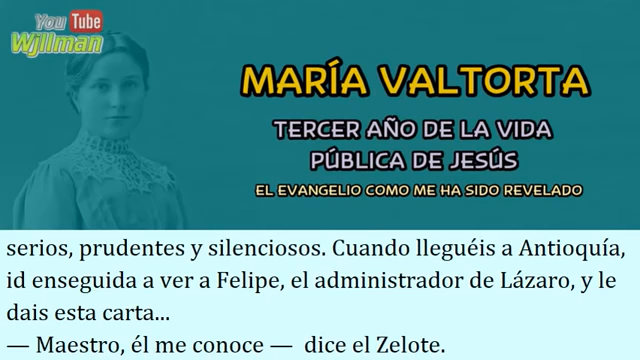 You Tube
Wjllman
MARÍA VALTORTA
TERCER AÑO DE LA VIDA
PÚBLICA DE JESÚS
EL EVANGELIO COMO ME HA SIDO REVELADO
serios, prudentes y silenciosos. Cuando lleguéis a Antioquía,
id enseguida a ver a Felipe, el administrador de Lázaro, y le
dais esta carta...
— Maestro, él me conoce — dice el Zelote.